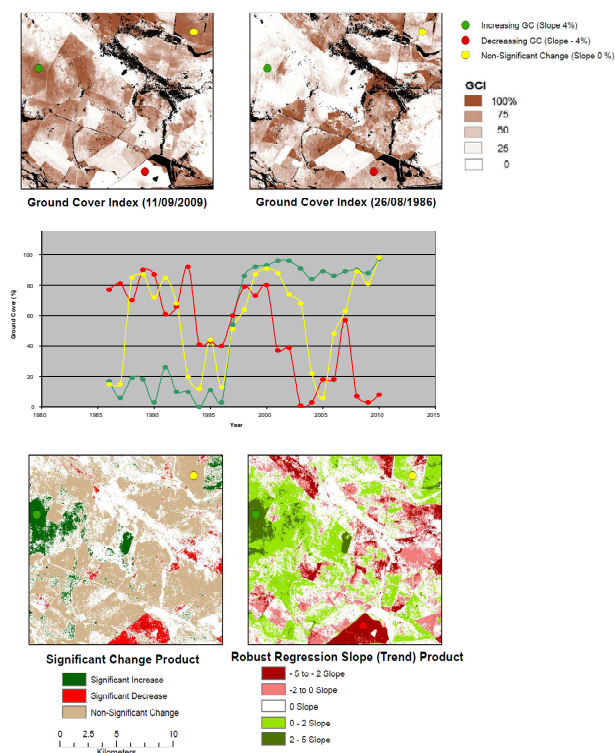 Increasing GC (Slope 4%)
Decreasing GC (Slope - 4%)
Non-Significant Change (Slope 0 %)
GCI
100%
75
50
25
0
Ground Cover Index (11/09/2009)
Ground Cover Index (26/08/1986)
Ground Cover (%)
100
80
60
40
20
0
1980
1985
1990
1995
2000
2005
2010
2015
Year
Significant Change Product
Significant Increase
Significant Decrease
Non-Significant Change
0 2.5 5 10
Kilometers
Robust Regression Slope (Trend) Product
- 5 to - 2 Slope
-2 to 0 Slope
0 Slope
0 - 2 Slope
2 - 5 Slope